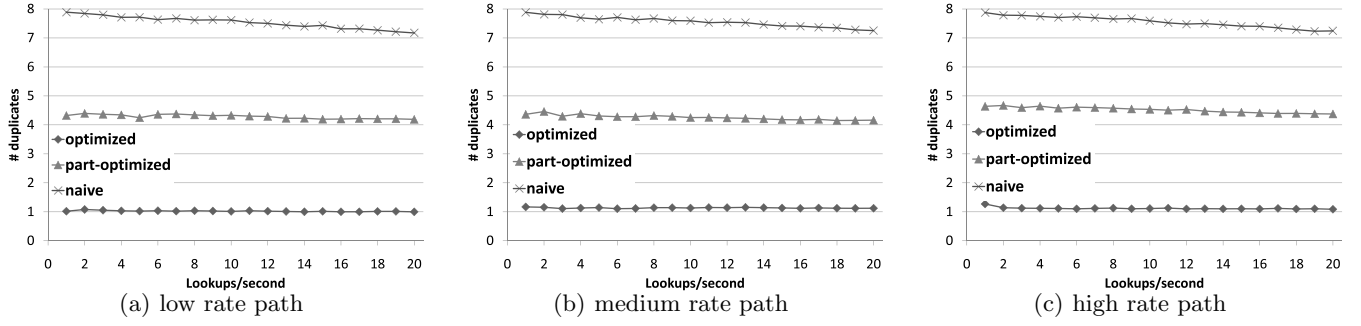 8
7
6
5
4
3
2
1
0
# duplicates
optimized
part-optimized
naive
0 2 4 6 8 10 12 14 16 18 20
Lookups/second
(a) low rate path
8
7
6
5
4
3
2
1
0
# duplicates
optimized
part-optimized
naive
0 2 4 6 8 10 12 14 16 18 20
Lookups/second
(b) medium rate path
8
7
6
5
4
3
2
1
0
# duplicates
optimized
part-optimized
naive
0 2 4 6 8 10 12 14 16 18 20
Lookups/second
(c) high rate path